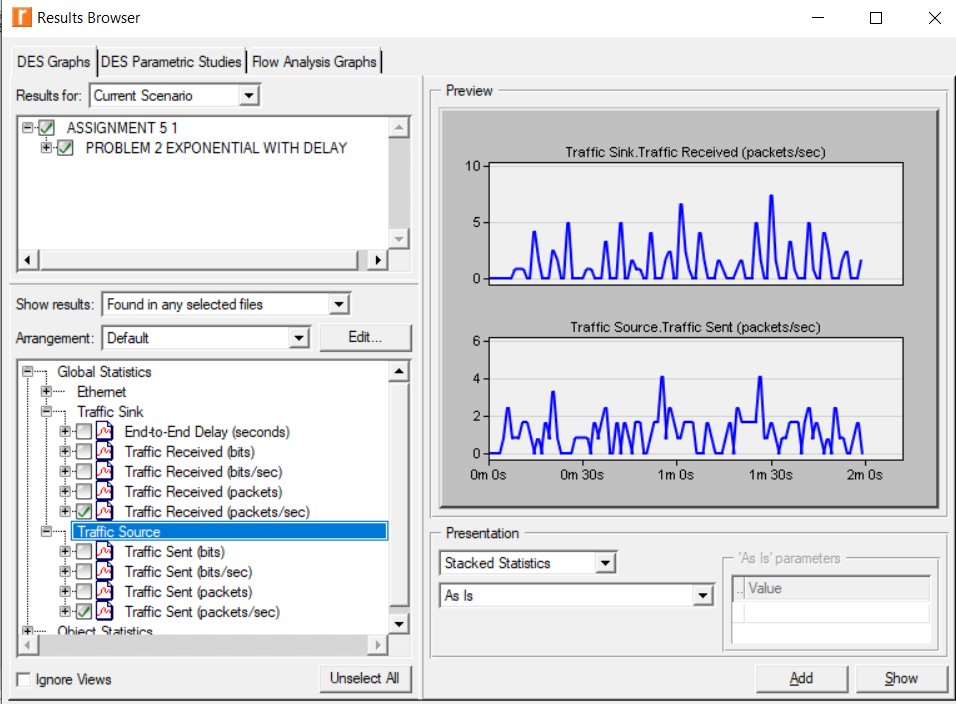 Results Browser
DES Graphs DES Parametric Studies Flow Analysis Graphs
Results for: Current Scenario
ASSIGNMENT 5 1
PROBLEM 2 EXPONENTIAL WITH DELAY
Show results: Found in any selected files
Arrangement: Default Edit...
Global Statistics
Ethernet
Traffic Sink
End-to-End Delay (seconds)
Traffic Received (bits)
Traffic Received (bits/sec)
Traffic Received (packets)
Traffic Received (packets/sec)
Traffic Source
Traffic Sent (bits)
Traffic Sent (bits/sec)
Traffic Sent (packets)
Traffic Sent (packets/sec)
Object Statistics
Ignore Views Unselect All
Preview
Traffic Sink.Traffic Received (packets/sec)
10
5
0
Traffic Source.Traffic Sent (packets/sec)
6
4
2
0
0m 0s 0m 30s 1m 0s 1m 30s 2m 0s
Presentation
Stacked Statistics
As Is
'As Is' parameters
.. Value
Add Show